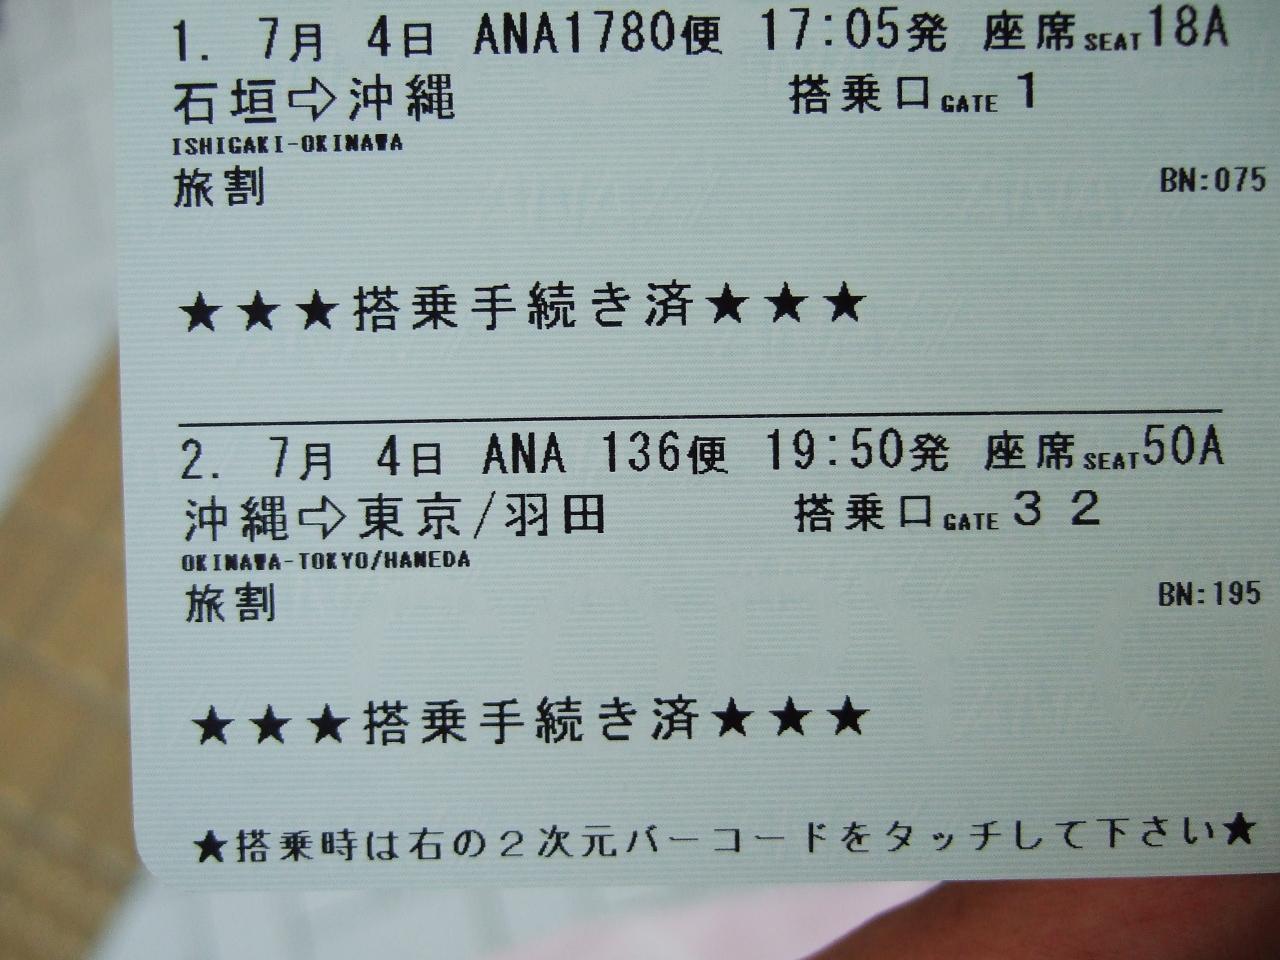 1. 7月 4日 ANA1780便 17:05発 座席SEAT18A
石垣⇨沖縄 搭乗口GATE 1
ISHIGAKI-OKINAWA
旅割 BN:075
★★★搭乗手続き済★★★
2. 7月 4日 ANA 136便 19:50発 座席SEAT50A
沖縄⇨東京/羽田 搭乗口GATE 32
OKINAWA-TOKYO/HANEDA
旅割 BN:195
★★★搭乗手続き済★★★
★搭乗時は右の2次元バーコードをタッチして下さい★